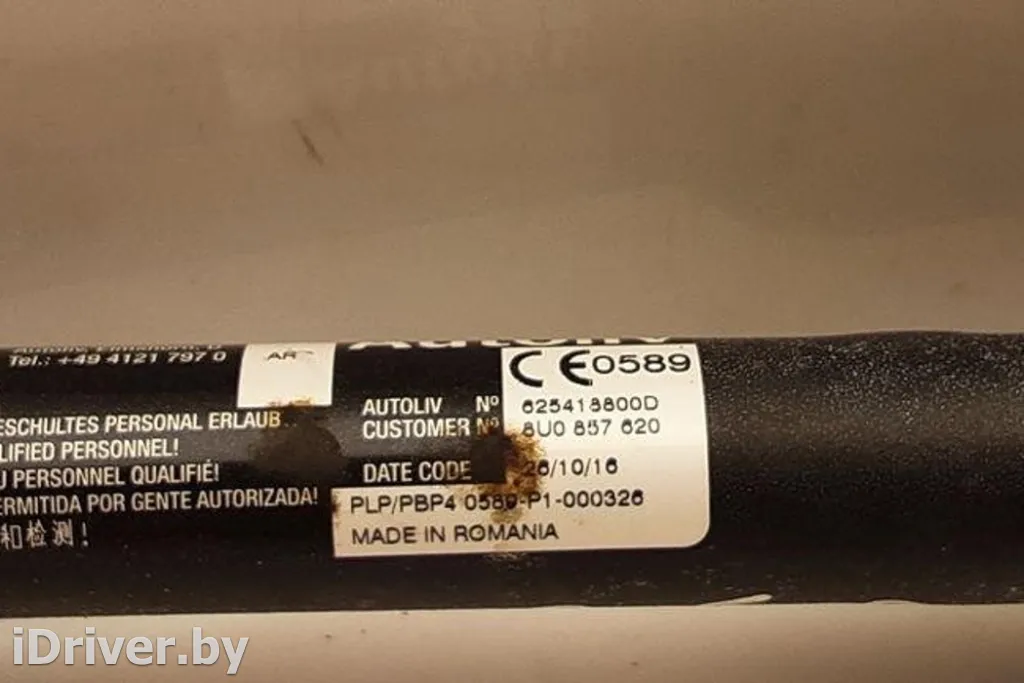 Tel.: +49 4121 797 0
AR
Autoliv
CE 0589
ESCHULTES PERSONAL ERLAUB
LIFIED PERSONNEL!
U PERSONNEL QUALIFIÉ!
ERMITIDA POR GENTE AUTORIZADA!
和检测!
AUTOLIV Nº 625418800D
CUSTOMER Nº 8U0 857 620
DATE CODE 26/10/16
PLP/PBP4 0589-P1-000326
MADE IN ROMANIA
iDriver.by